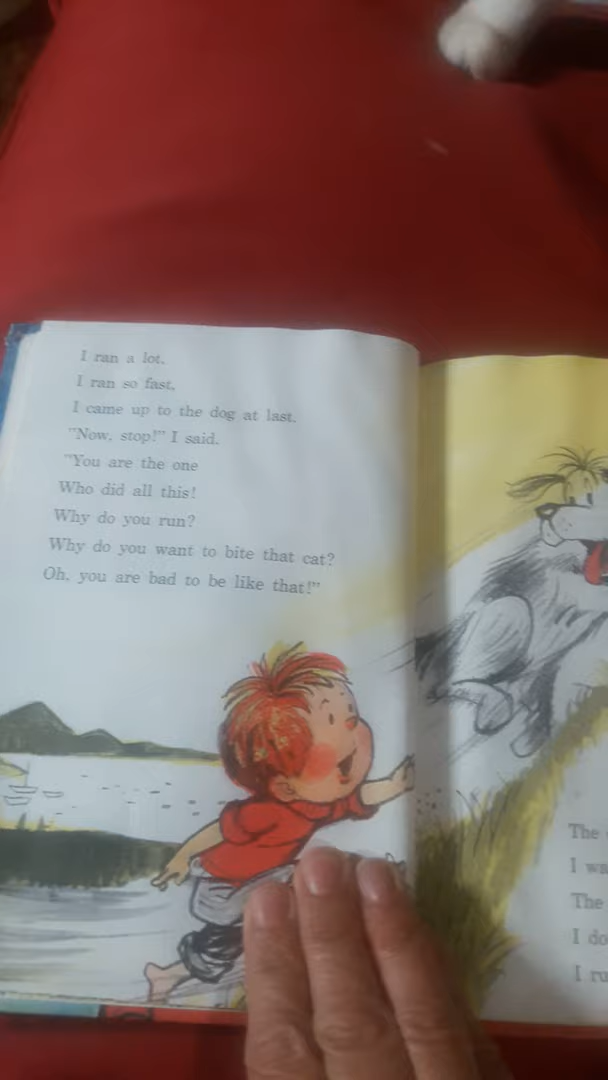 I ran a lot.
I ran so fast,
I came up to the dog at last.
"Now, stop!" I said.
"You are the one
Who did all this!
Why do you run?
Why do you want to bite that cat?
Oh, you are bad to be like that!"
The
I
The
I
I